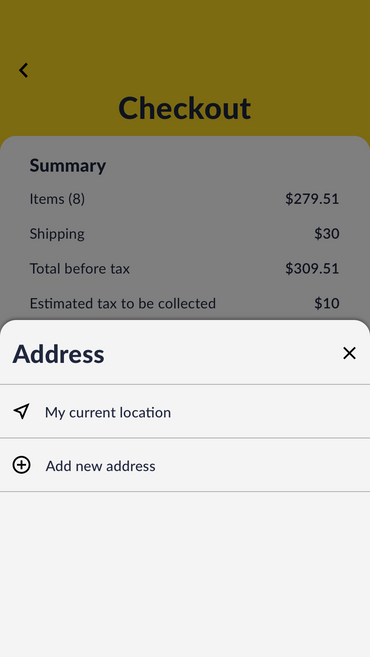 Checkout
Summary
Items (8) $279.51
Shipping $30
Total before tax $309.51
Estimated tax to be collected $10
Address
My current location
Add new address